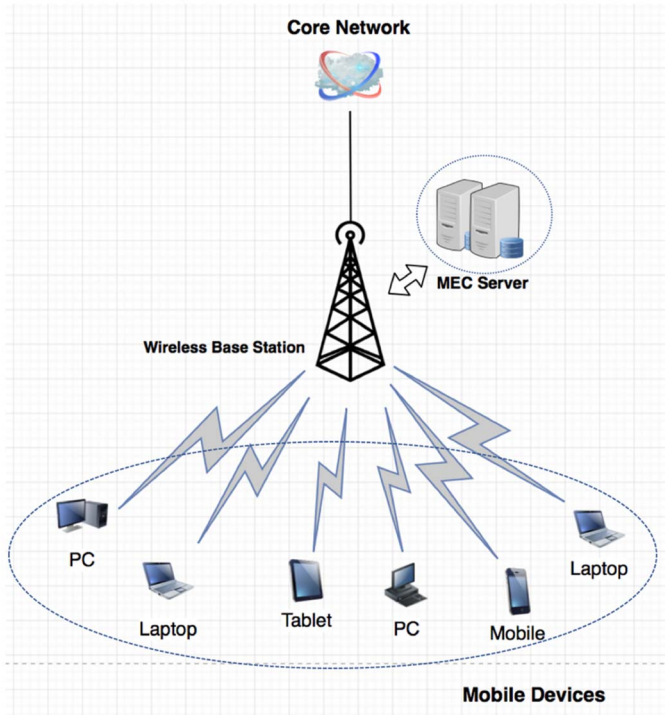 Core Network
MEC Server
Wireless Base Station
PC
Laptop
Tablet
PC
Mobile
Laptop
Mobile Devices